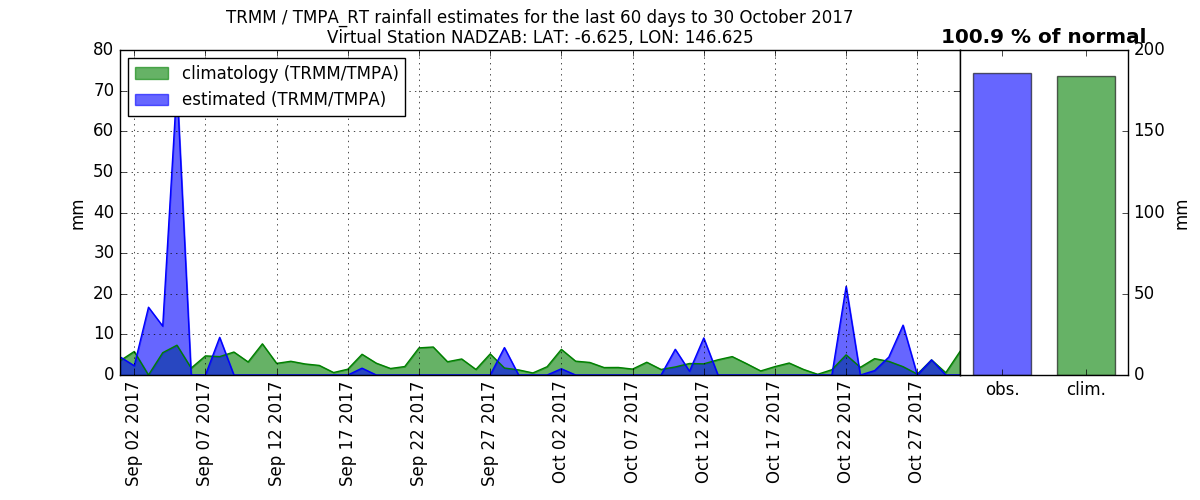 TRMM / TMPA_RT rainfall estimates for the last 60 days to 30 October 2017
Virtual Station NADZAB: LAT: -6.625, LON: 146.625
100.9 % of normal
climatology (TRMM/TMPA)
estimated (TRMM/TMPA)
80
70
60
50
40
30
20
10
0
mm
Sep 02 2017
Sep 07 2017
Sep 12 2017
Sep 17 2017
Sep 22 2017
Sep 27 2017
Oct 02 2017
Oct 07 2017
Oct 12 2017
Oct 17 2017
Oct 22 2017
Oct 27 2017
obs.
clim.
200
150
100
50
0
mm